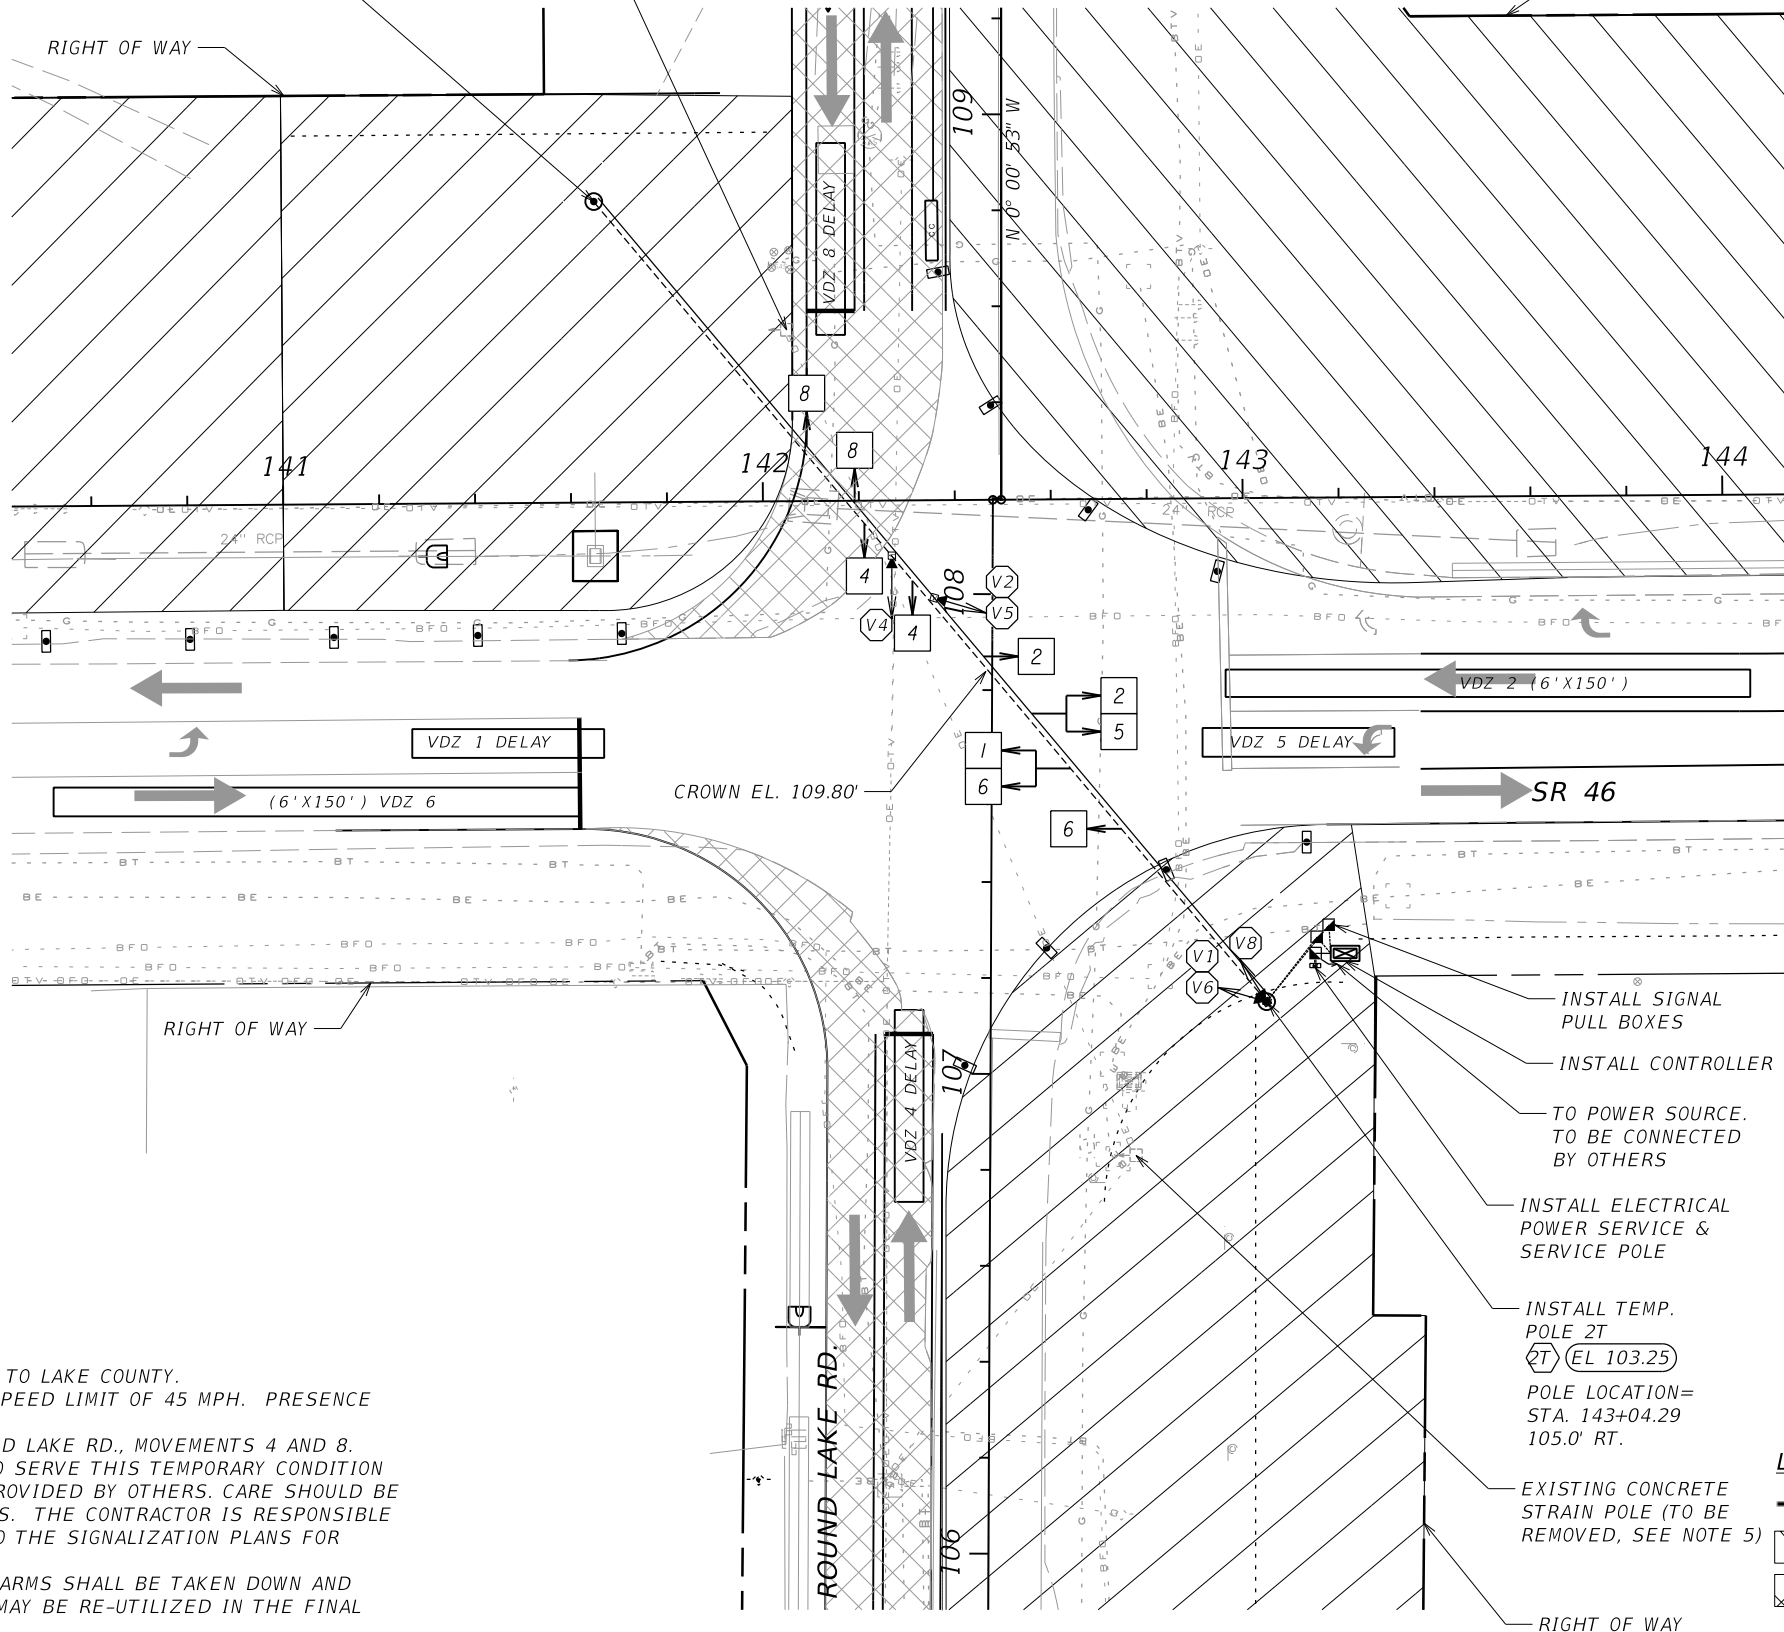 RIGHT OF WAY
109
N 0° 00' 53" W
VDZ 8 DELAY
CC
8
8
141
142
143
144
24" RCP
24" RCP
4
4
108
V2
V5
V4
2
2
5
1
6
6
VDZ 2 (6'X150')
VDZ 1 DELAY
VDZ 5 DELAY
(6'X150') VDZ 6
CROWN EL. 109.80'
SR 46
V8
V1
V6
RIGHT OF WAY
107
VDZ 4 DELAY
INSTALL SIGNAL
PULL BOXES
INSTALL CONTROLLER
TO POWER SOURCE.
TO BE CONNECTED
BY OTHERS
INSTALL ELECTRICAL
POWER SERVICE &
SERVICE POLE
INSTALL TEMP.
POLE 2T
2T EL 103.25
POLE LOCATION=
STA. 143+04.29
105.0' RT.
EXISTING CONCRETE
STRAIN POLE (TO BE
REMOVED, SEE NOTE 5)
RIGHT OF WAY
ROUND LAKE RD.
106
TO LAKE COUNTY.
PEED LIMIT OF 45 MPH. PRESENCE
D LAKE RD., MOVEMENTS 4 AND 8.
O SERVE THIS TEMPORARY CONDITION
ROVIDED BY OTHERS. CARE SHOULD BE
S. THE CONTRACTOR IS RESPONSIBLE
O THE SIGNALIZATION PLANS FOR
ARMS SHALL BE TAKEN DOWN AND
MAY BE RE-UTILIZED IN THE FINAL